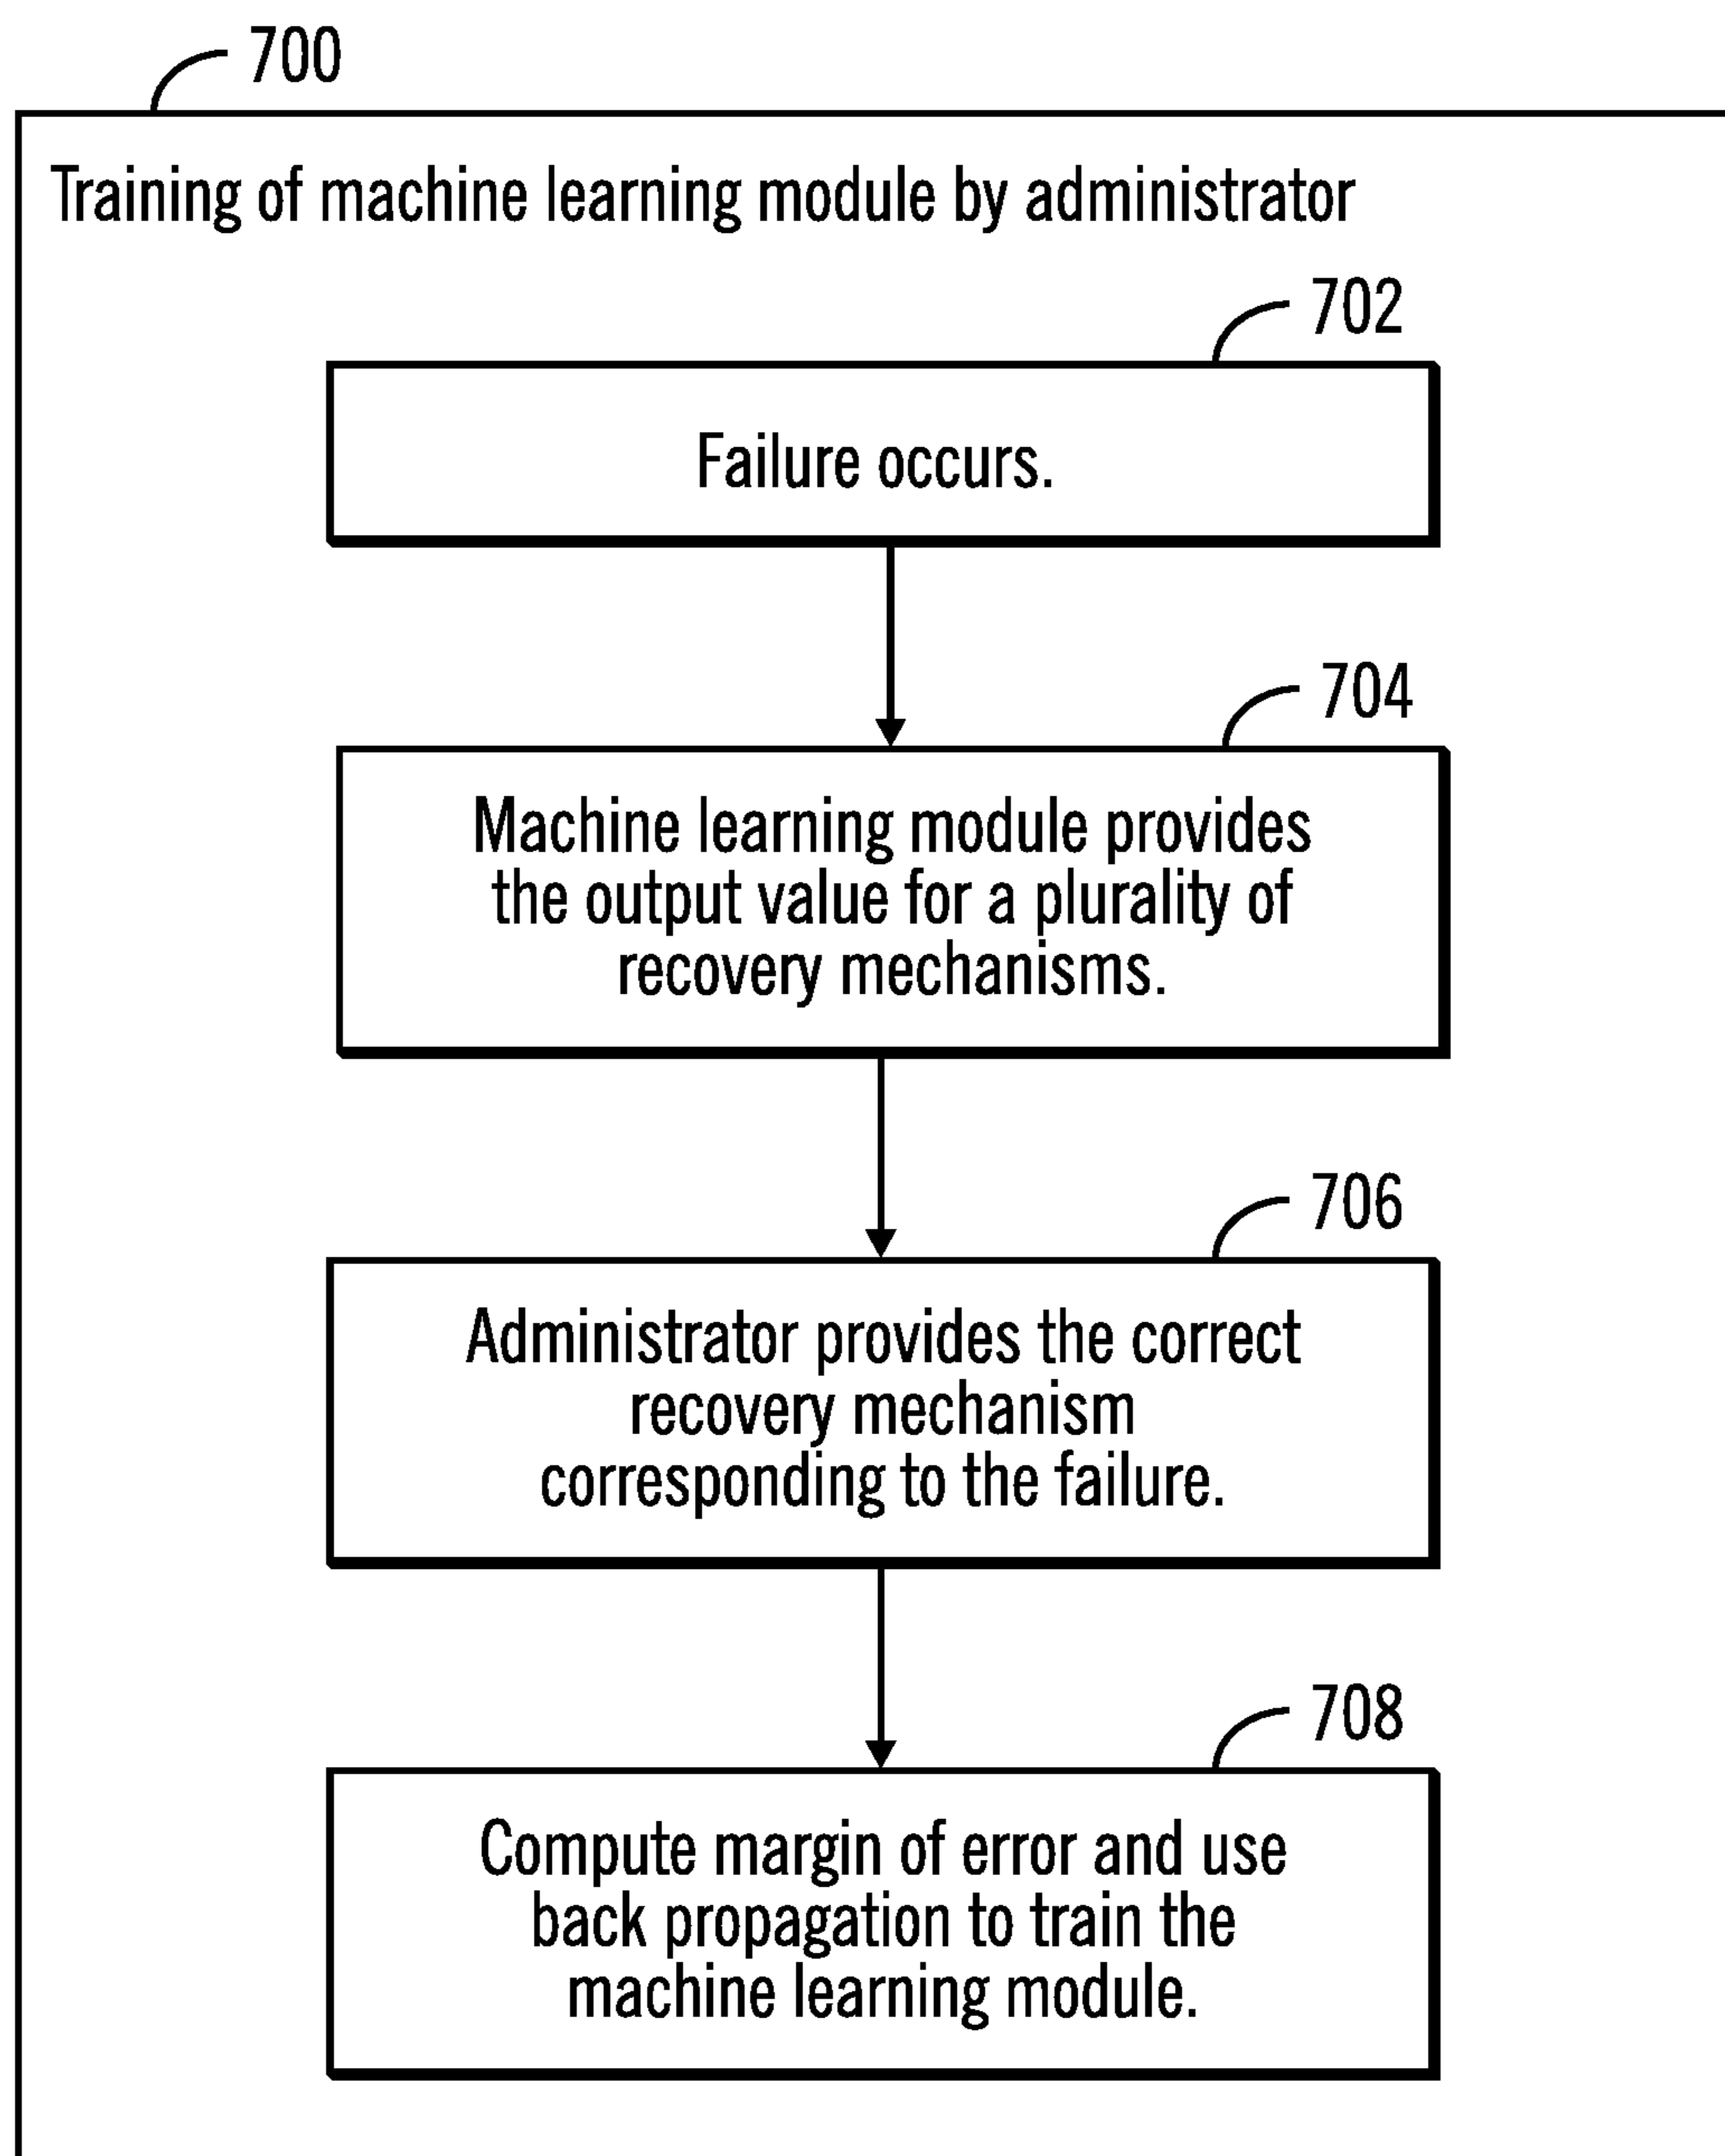 700
Training of machine learning module by administrator
702
Failure occurs.
704
Machine learning module provides
the output value for a plurality of
recovery mechanisms.
706
Administrator provides the correct
recovery mechanism
corresponding to the failure.
708
Compute margin of error and use
back propagation to train the
machine learning module.